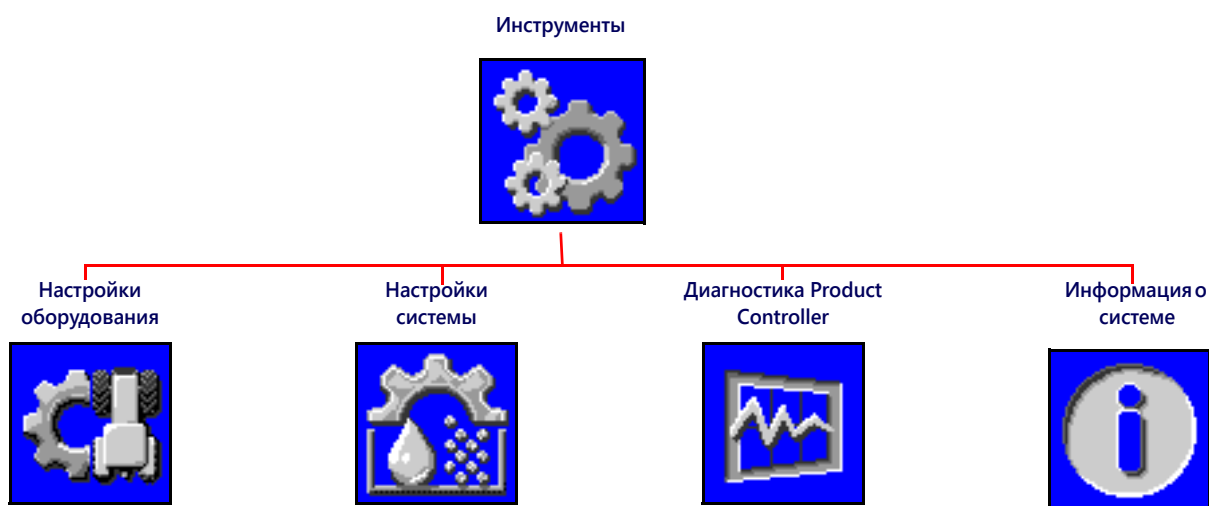 Инструменты
Настройки
оборудования
Настройки
системы
Диагностика Product
Controller
Информация о
системе